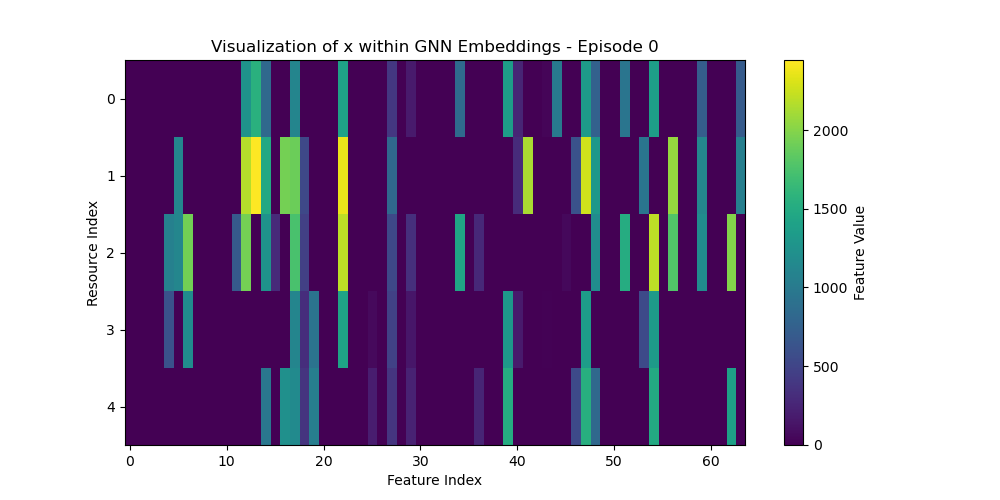 Visualization of x within GNN Embeddings - Episode 0
Resource Index
0
1
2
3
4
0 10 20 30 40 50 60
Feature Index
2000
1500
1000
500
0
Feature Value